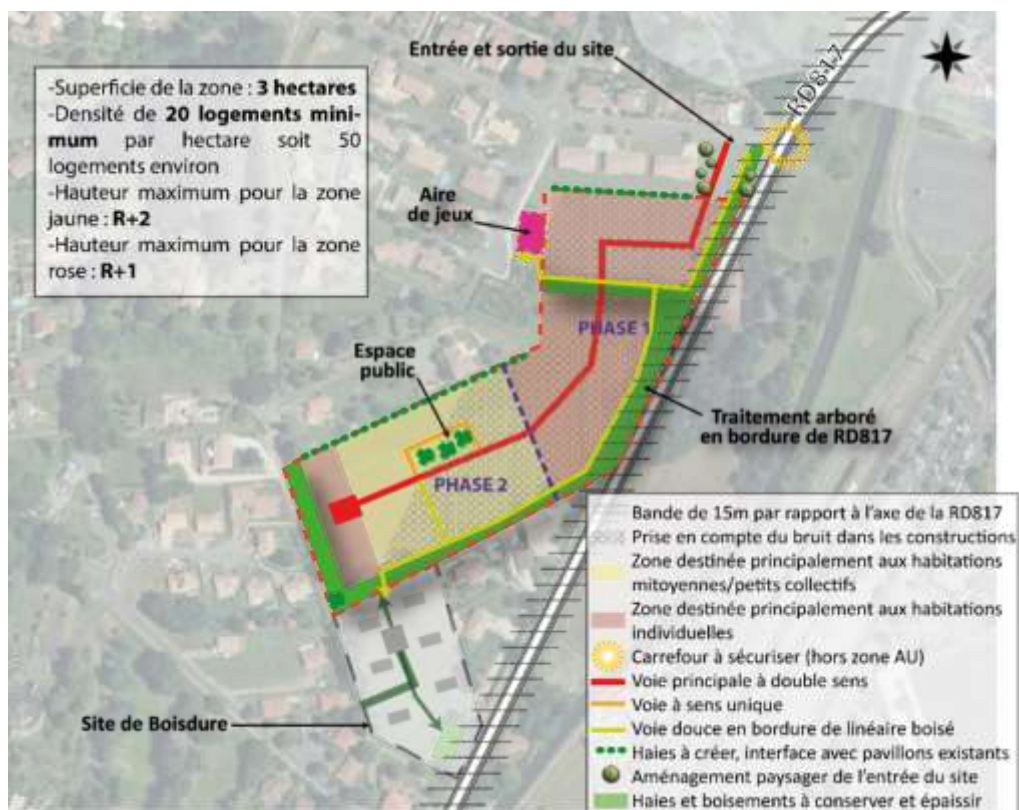 Entrée et sortie du site
RD817
-Superficie de la zone : 3 hectares
-Densité de 20 logements mini-
mum par hectare soit 50
logements environ
-Hauteur maximum pour la zone
jaune : R+2
-Hauteur maximum pour la zone
rose : R+1
Aire
de jeux
PHASE 1
Espace
public
Traitement arboré
en bordure de RD817
PHASE 2
Site de Boisdure
Bande de 15m par rapport à l'axe de la RD817
Prise en compte du bruit dans les constructions
Zone destinée principalement aux habitations
mitoyennes/petits collectifs
Zone destinée principalement aux habitations
individuelles
Carrefour à sécuriser (hors zone AU)
Voie principale à double sens
Voie à sens unique
Voie douce en bordure de linéaire boisé
Haies à créer, interface avec pavillons existants
Aménagement paysager de l'entrée du site
Haies et boisements à conserver et épaissir